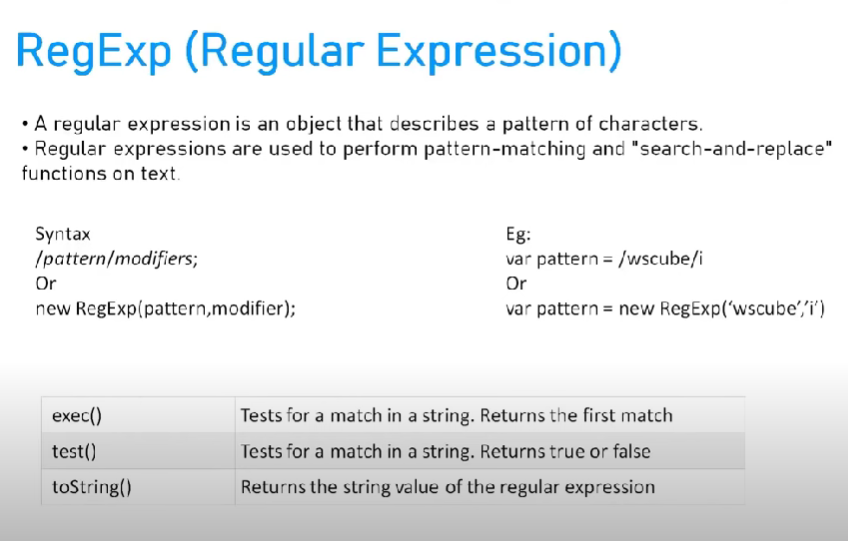 RegExp (Regular Expression)
• A regular expression is an object that describes a pattern of characters.
• Regular expressions are used to perform pattern-matching and "search-and-replace"
functions on text.
Syntax
/pattern/modifiers;
Or
new RegExp(pattern,modifier);
Eg:
var pattern = /wscube/i
Or
var pattern = new RegExp(‘wscube’,’i’)
exec() Tests for a match in a string. Returns the first match
test() Tests for a match in a string. Returns true or false
toString() Returns the string value of the regular expression